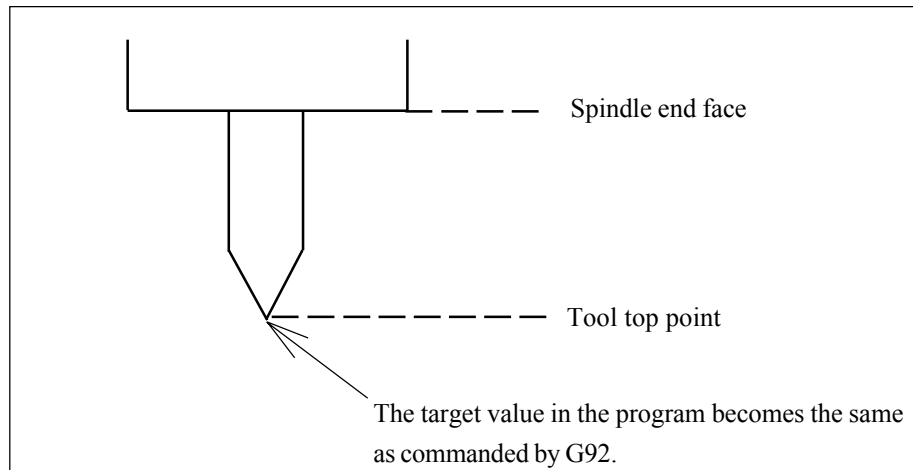 Spindle end face
Tool top point
The target value in the program becomes the same
as commanded by G92.